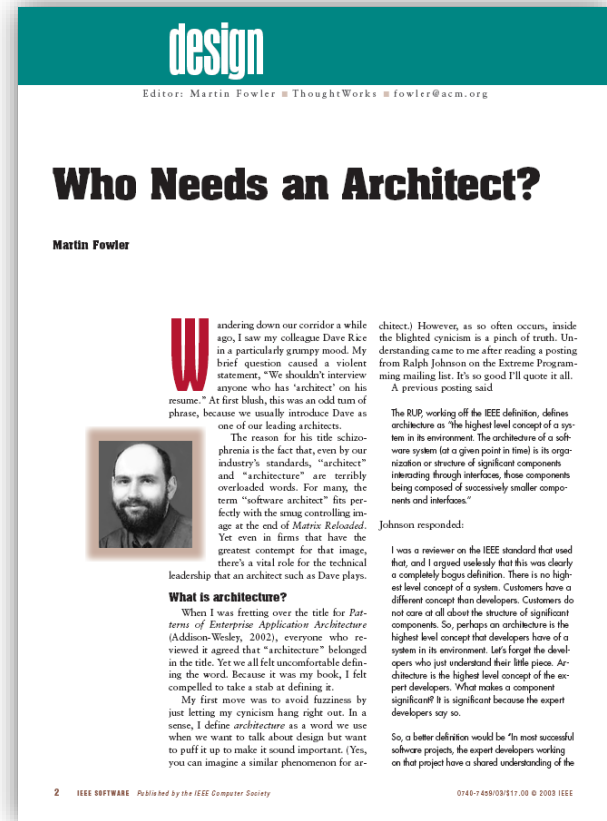 design
Editor: Martin Fowler ■ ThoughtWorks ■ fowler@acm.org
Who Needs an Architect?
Martin Fowler
Wandering down our corridor a while
ago, I saw my colleague Dave Rice
in a particularly grumpy mood. My
brief question caused a violent
statement, “We shouldn’t interview
anyone who has ‘architect’ on his
resume.” At first blush, this was an odd turn of
phrase, because we usually introduce Dave as
one of our leading architects.
The reason for his title schizo-
phrenia is the fact that, even by our
industry’s standards, “architect”
and “architecture” are terribly
overloaded words. For many, the
term “software architect” fits per-
fectly with the smug controlling im-
age at the end of Matrix Reloaded.
Yet even in firms that have the
greatest contempt for that image,
there’s a vital role for the technical
leadership that an architect such as Dave plays.
What is architecture?
When I was fretting over the title for Pat-
terns of Enterprise Application Architecture
(Addison-Wesley, 2002), everyone who re-
viewed it agreed that “architecture” belonged
in the title. Yet we all felt uncomfortable defin-
ing the word. Because it was my book, I felt
compelled to take a stab at defining it.
My first move was to avoid fuzziness by
just letting my cynicism hang right out. In a
sense, I define architecture as a word we use
when we want to talk about design but want
to puff it up to make it sound important. (Yes,
you can imagine a similar phenomenon for ar-
chitect.) However, as so often occurs, inside
the blighted cynicism is a pinch of truth. Un-
derstanding came to me after reading a posting
from Ralph Johnson on the Extreme Program-
ming mailing list. It’s so good I’ll quote it all.
A previous posting said
The RUP, working off the IEEE definition, defines
architecture as “the highest level concept of a sys-
tem in its environment. The architecture of a soft-
ware system (at a given point in time) is its orga-
nization or structure of significant components
interacting through interfaces, those components
being composed of successively smaller compo-
nents and interfaces.”
Johnson responded:
I was a reviewer on the IEEE standard that used
that, and I argued uselessly that this was clearly
a completely bogus definition. There is no high-
est level concept of a system. Customers have a
different concept than developers. Customers do
not care at all about the structure of significant
components. So, perhaps an architecture is the
highest level concept that developers have of a
system in its environment. Let’s forget the devel-
opers who just understand their little piece. Ar-
chitecture is the highest level concept of the ex-
pert developers. What makes a component
significant? It is significant because the expert
developers say so.
So, a better definition would be “In most successful
software projects, the expert developers working
on that project have a shared understanding of the
2 IEEE SOFTWARE Published by the IEEE Computer Society
0740-7459/03/$17.00 © 2003 IEEE